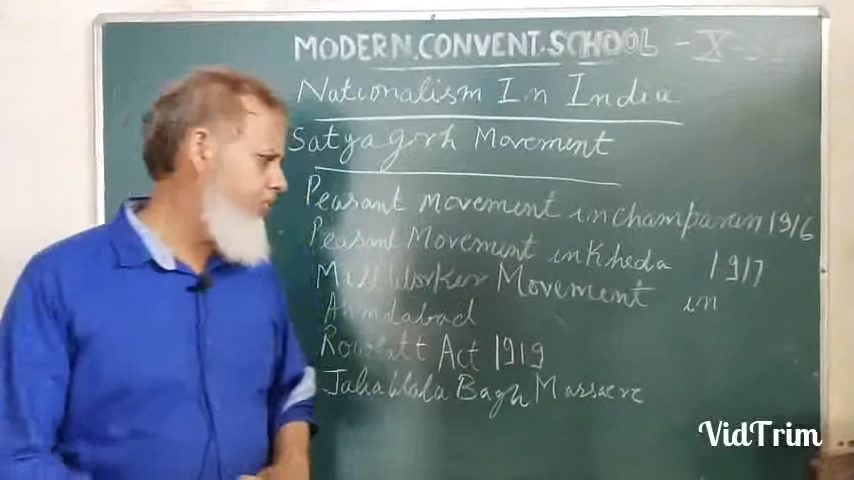 MODERN.CONVENT.SCHOOL - X
Nationalism In India
Satyagrh Movement
Peasant movement in champaran 1916
Peasant Movement in Kheda 1917
Mill Worker Movement in
Ahmdabad
Rowlatt Act 1919
Jaliawala Bagh Massacre
VidTrim